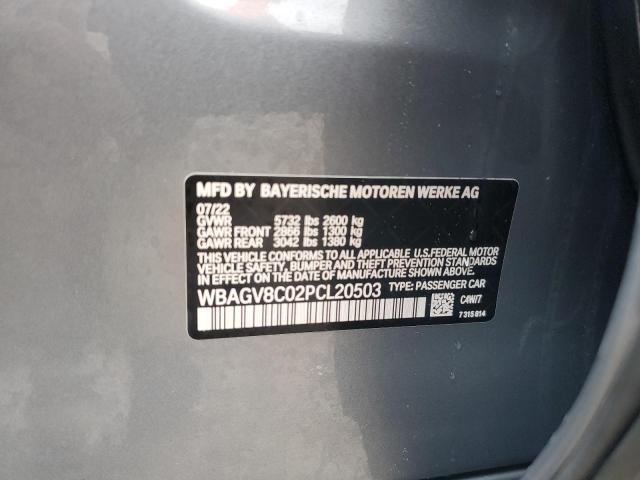 MFD BY BAYERISCHE MOTOREN WERKE AG
07/22
GVWR 5732 lbs 2600 kg
GAWR FRONT 2866 lbs 1300 kg
GAWR REAR 3042 lbs 1380 kg
THIS VEHICLE CONFORMS TO ALL APPLICABLE U.S. FEDERAL MOTOR
VEHICLE SAFETY, BUMPER AND THEFT PREVENTION STANDARDS
IN EFFECT ON THE DATE OF MANUFACTURE SHOWN ABOVE.
WBAGV8C02PCL20503 TYPE: PASSENGER CAR
C4W/7
7 315 814